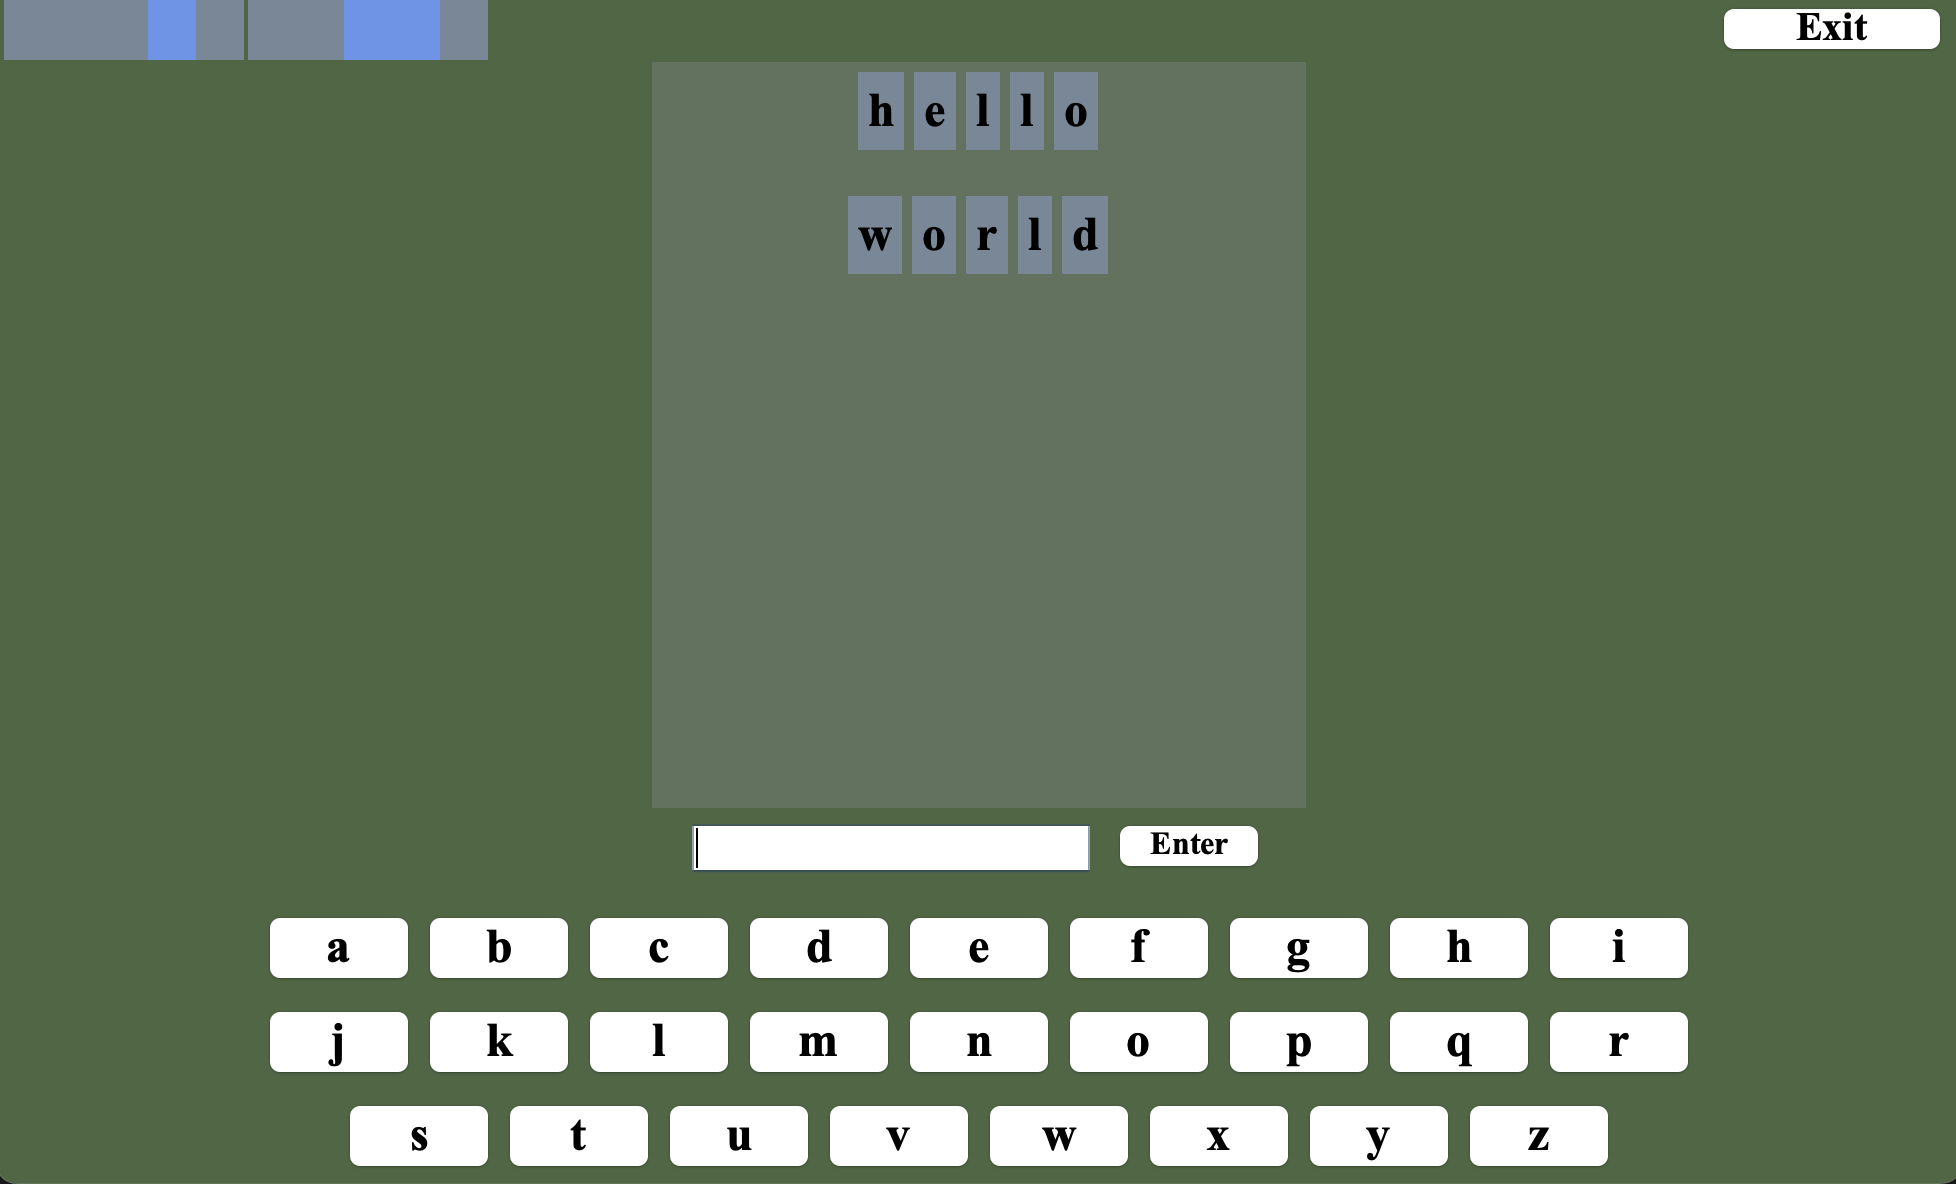 Exit
h e l l o
w o r l d
Enter
a b c d e f g h i
j k l m n o p q r
s t u v w x y z